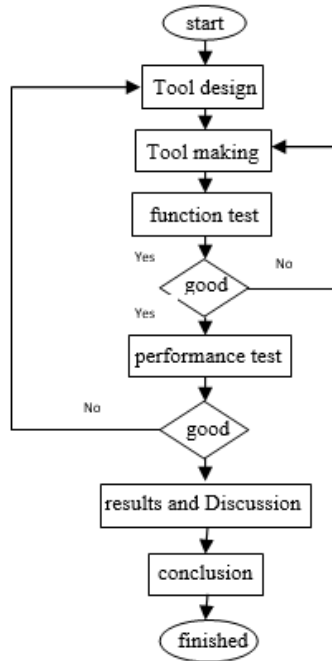 start
Tool design
Tool making
function test
Yes
good
No
Yes
performance test
No
good
results and Discussion
conclusion
finished